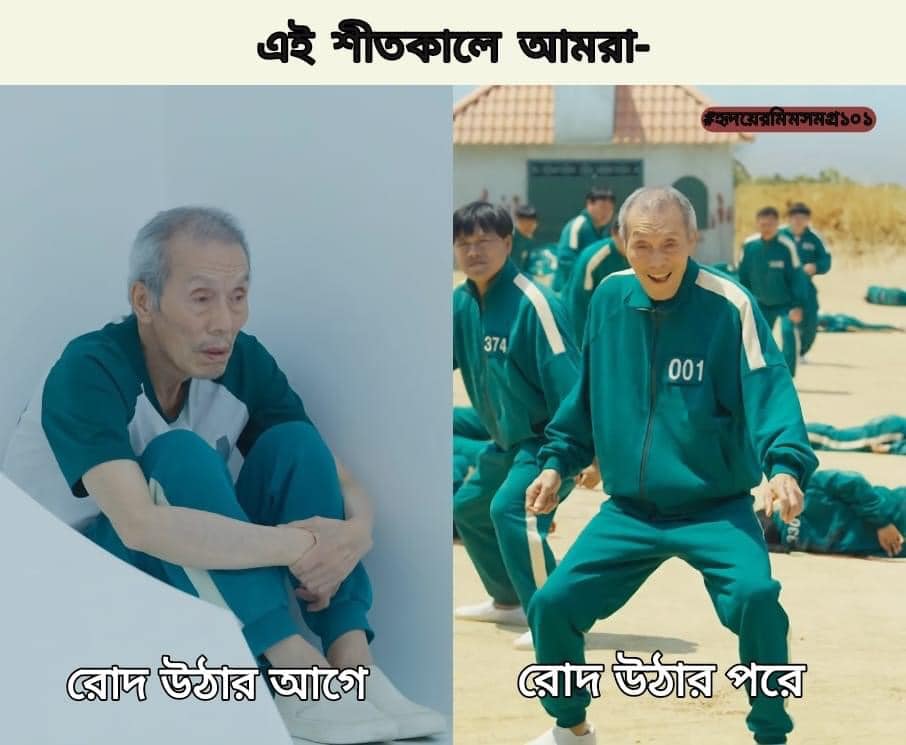 এই শীতকালে আমরা-
#হৃদয়েরমিমসমগ্র১০১
374
001
রোদ উঠার আগে
রোদ উঠার পরে